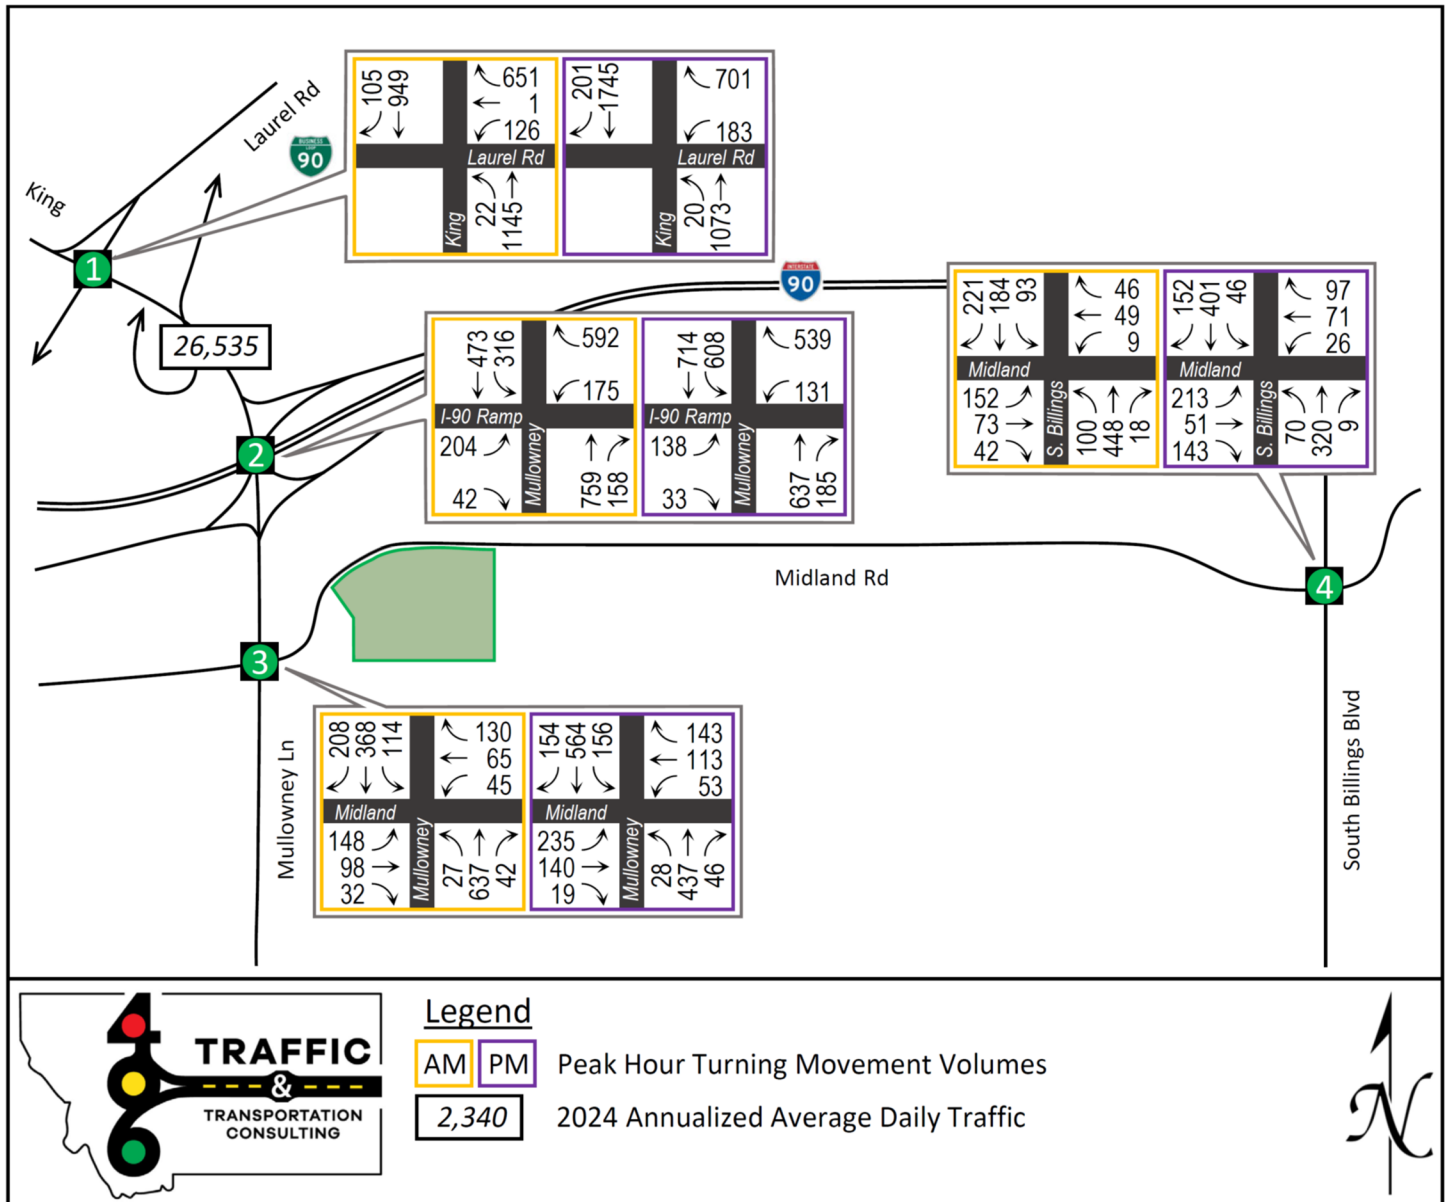 Laurel Rd
King
BUSINESS
LOOP
90
105
949
651
1
126
Laurel Rd
King
22
1145
201
1745
701
183
Laurel Rd
King
20
1073
1
26,535
INTERSTATE
90
473
316
592
175
I-90 Ramp
204
42
Mullowney
759
158
714
608
539
131
I-90 Ramp
138
33
Mullowney
637
185
2
221
184
93
46
49
9
Midland
152
73
42
S. Billings
100
448
18
152
401
46
97
71
26
Midland
213
51
143
S. Billings
70
320
9
Midland Rd
4
3
208
368
114
130
65
45
Midland
148
98
32
Mullowney
27
637
42
154
564
156
143
113
53
Midland
235
140
19
Mullowney
28
437
46
Mullowney Ln
South Billings Blvd
406
TRAFFIC
&
TRANSPORTATION
CONSULTING
Legend
AM PM Peak Hour Turning Movement Volumes
2,340 2024 Annualized Average Daily Traffic
N